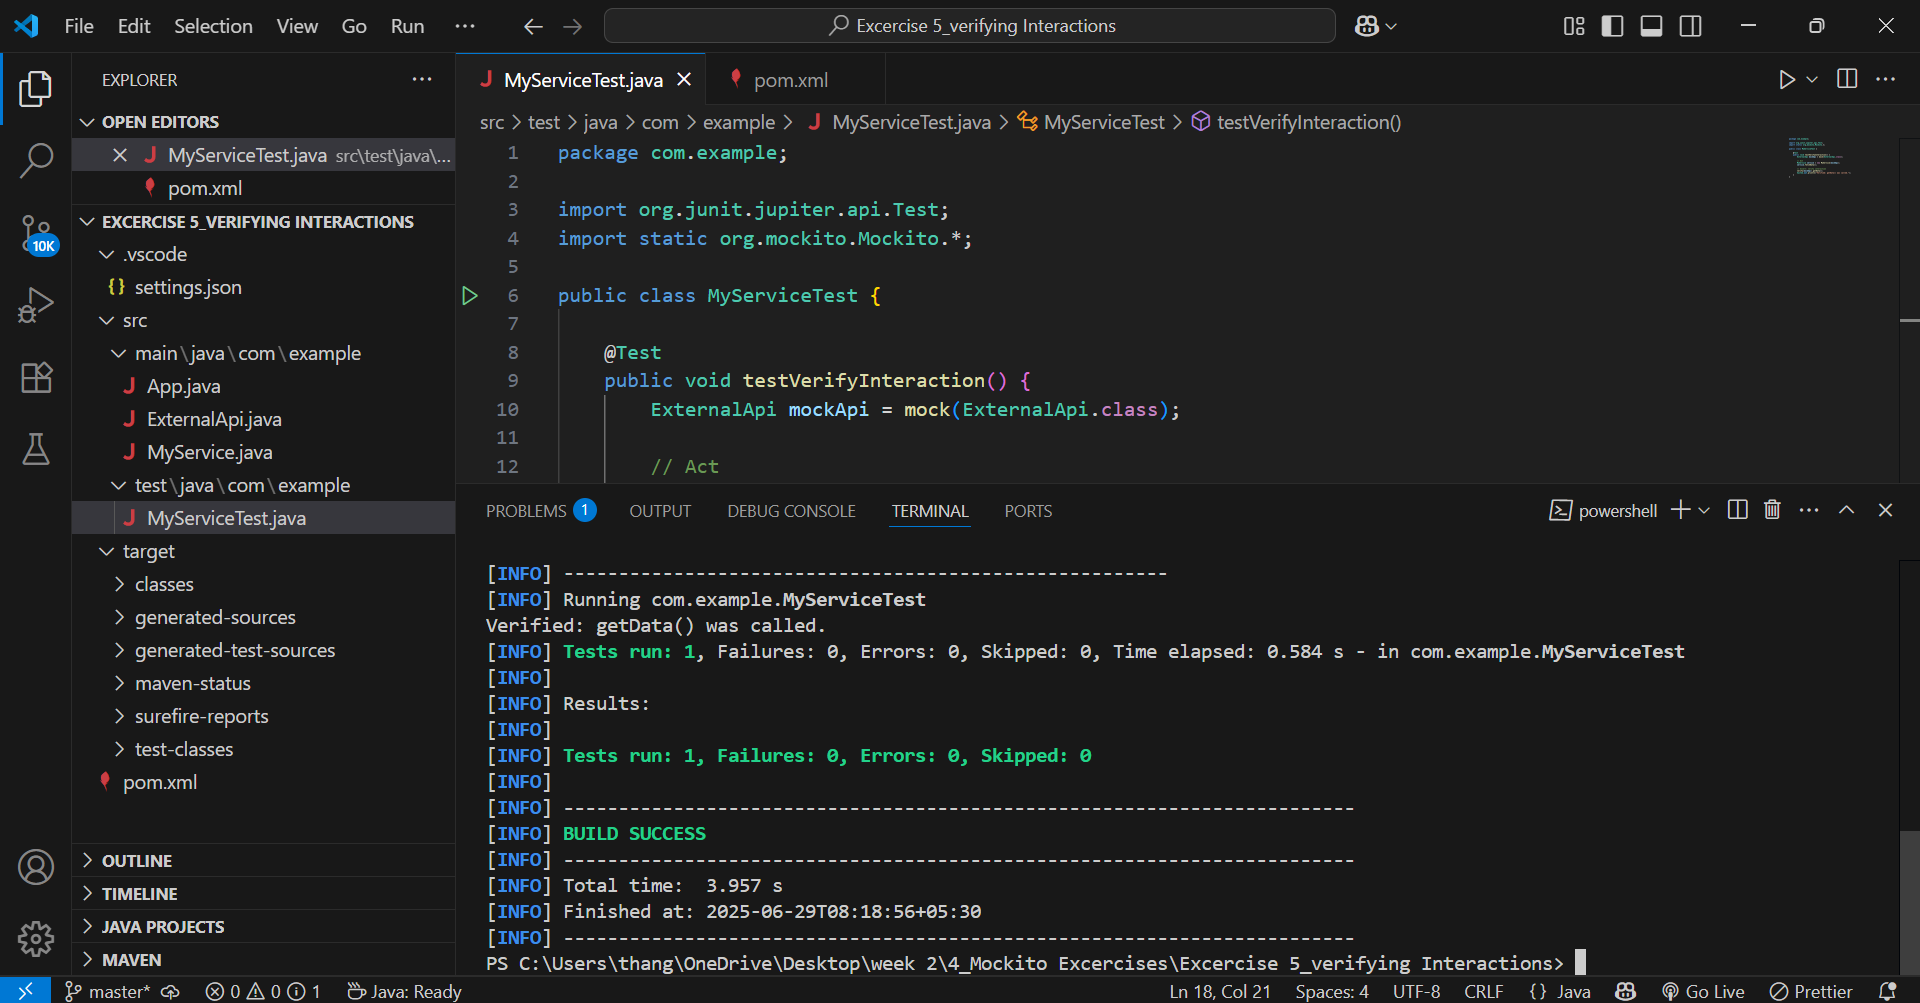 File Edit Selection View Go Run ··· Excercise 5_verifying Interactions
EXPLORER ···
OPEN EDITORS
MyServiceTest.java src\test\java\...
pom.xml
EXCERCISE 5_VERIFYING INTERACTIONS
.vscode
{} settings.json
src
main\java\com\example
J App.java
J ExternalApi.java
J MyService.java
test\java\com\example
J MyServiceTest.java
target
classes
generated-sources
generated-test-sources
maven-status
surefire-reports
test-classes
pom.xml
OUTLINE
TIMELINE
JAVA PROJECTS
MAVEN
10K
J MyServiceTest.java pom.xml
src > test > java > com > example > J MyServiceTest.java > MyServiceTest > testVerifyInteraction()
1 package com.example;
2
3 import org.junit.jupiter.api.Test;
4 import static org.mockito.Mockito.*;
5
6 public class MyServiceTest {
7
8 @Test
9 public void testVerifyInteraction() {
10 ExternalApi mockApi = mock(ExternalApi.class);
11
12 // Act
PROBLEMS 1 OUTPUT DEBUG CONSOLE TERMINAL PORTS powershell
[INFO] -------------------------------------------------------
[INFO] Running com.example.MyServiceTest
Verified: getData() was called.
[INFO] Tests run: 1, Failures: 0, Errors: 0, Skipped: 0, Time elapsed: 0.584 s - in com.example.MyServiceTest
[INFO]
[INFO] Results:
[INFO]
[INFO] Tests run: 1, Failures: 0, Errors: 0, Skipped: 0
[INFO]
[INFO] ------------------------------------------------------------------------
[INFO] BUILD SUCCESS
[INFO] ------------------------------------------------------------------------
[INFO] Total time:  3.957 s
[INFO] Finished at: 2025-06-29T08:18:56+05:30
[INFO] ------------------------------------------------------------------------
PS C:\Users\thang\OneDrive\Desktop\week 2\4_Mockito Excercises\Excercise 5_verifying Interactions>
master* 0 0 1 Java: Ready Ln 18, Col 21 Spaces: 4 UTF-8 CRLF {} Java Go Live Prettier